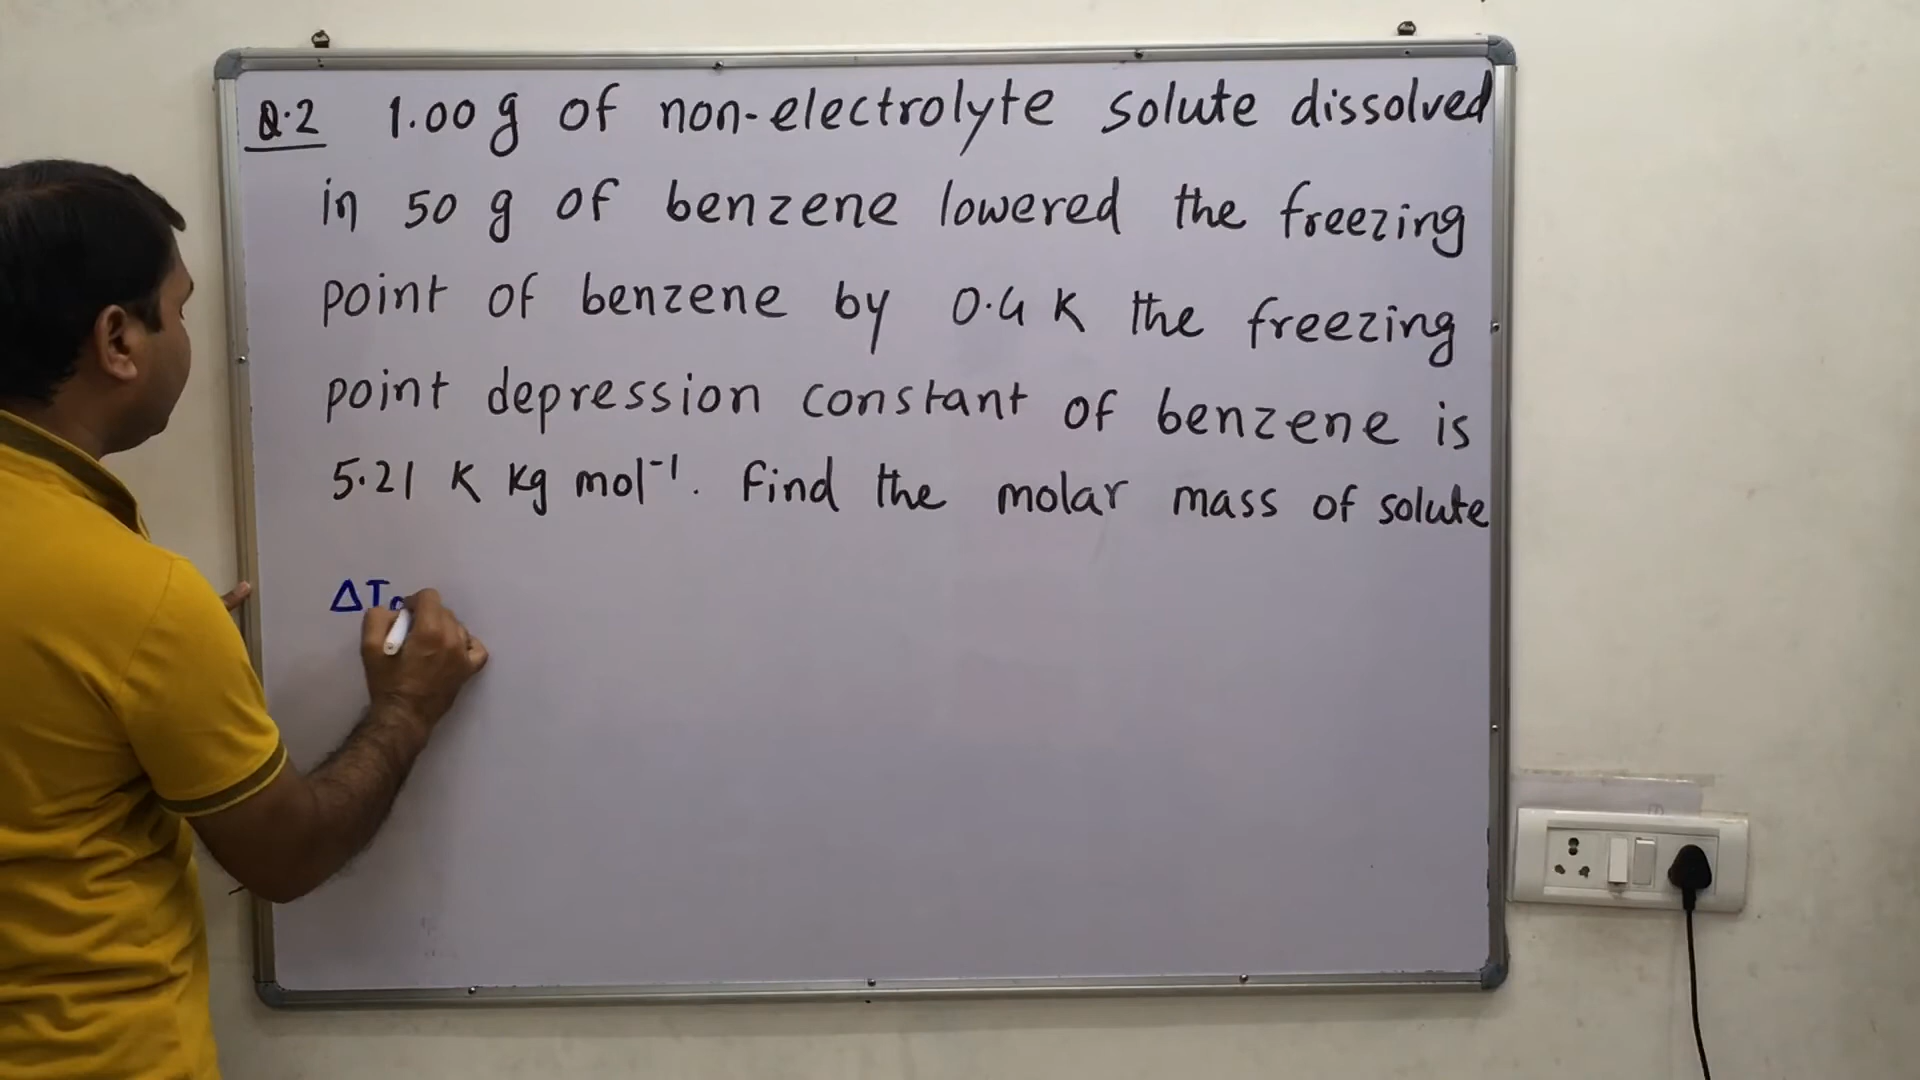 Q.2 1.00 g of non-electrolyte solute dissolved
in 50 g of benzene lowered the freezing
point of benzene by 0.4 K the freezing
point depression constant of benzene is
5.21 K kg mol⁻¹. Find the molar mass of solute
ΔT